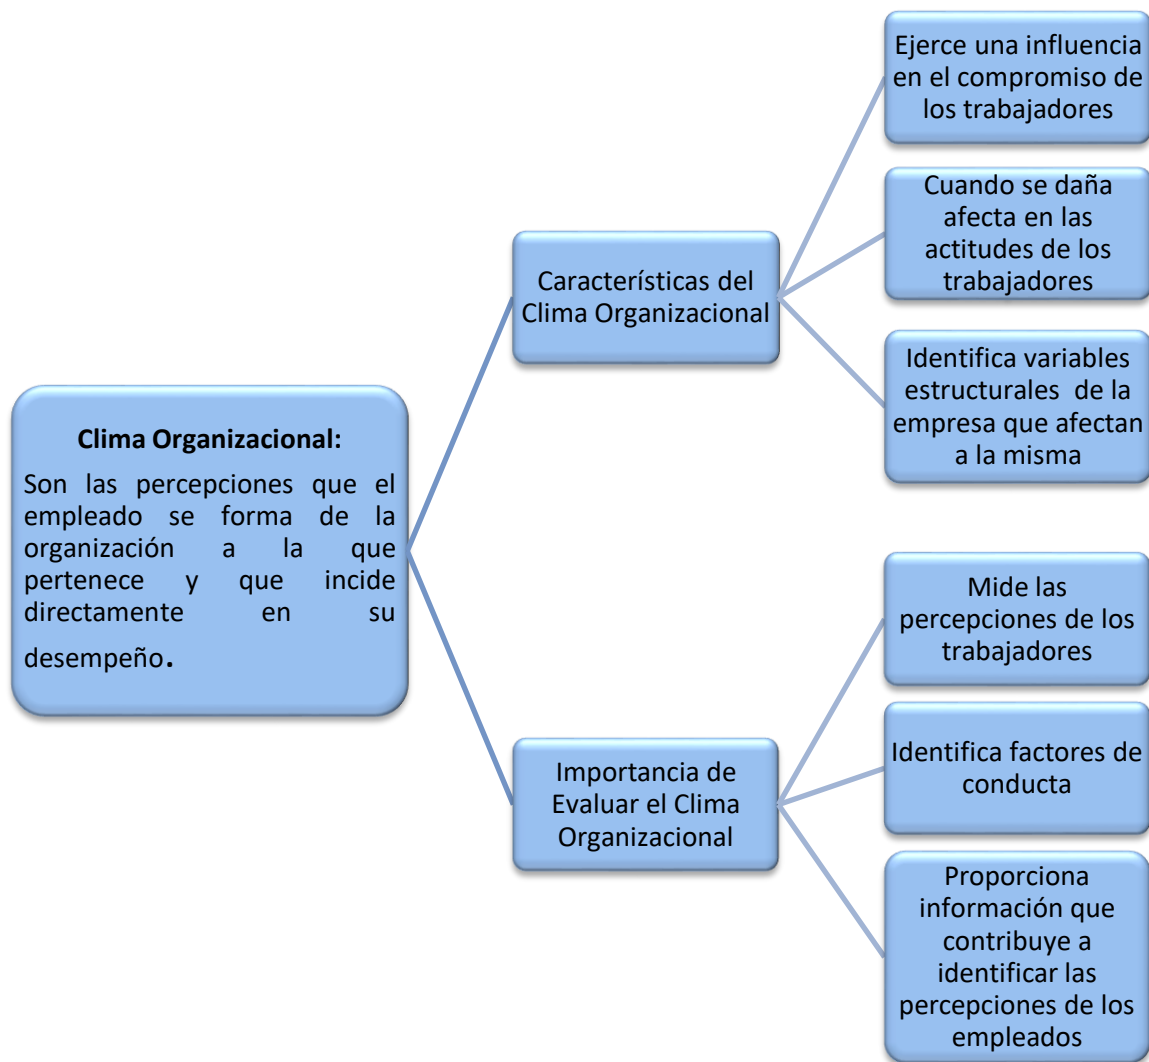 Clima Organizacional:
Son las percepciones que el
empleado se forma de la
organización a la que
pertenece y que incide
directamente en su
desempeño.
Características del
Clima Organizacional
Ejerce una influencia
en el compromiso de
los trabajadores
Cuando se daña
afecta en las
actitudes de los
trabajadores
Identifica variables
estructurales de la
empresa que afectan
a la misma
Importancia de
Evaluar el Clima
Organizacional
Mide las
percepciones de los
trabajadores
Identifica factores de
conducta
Proporciona
información que
contribuye a
identificar las
percepciones de los
empleados